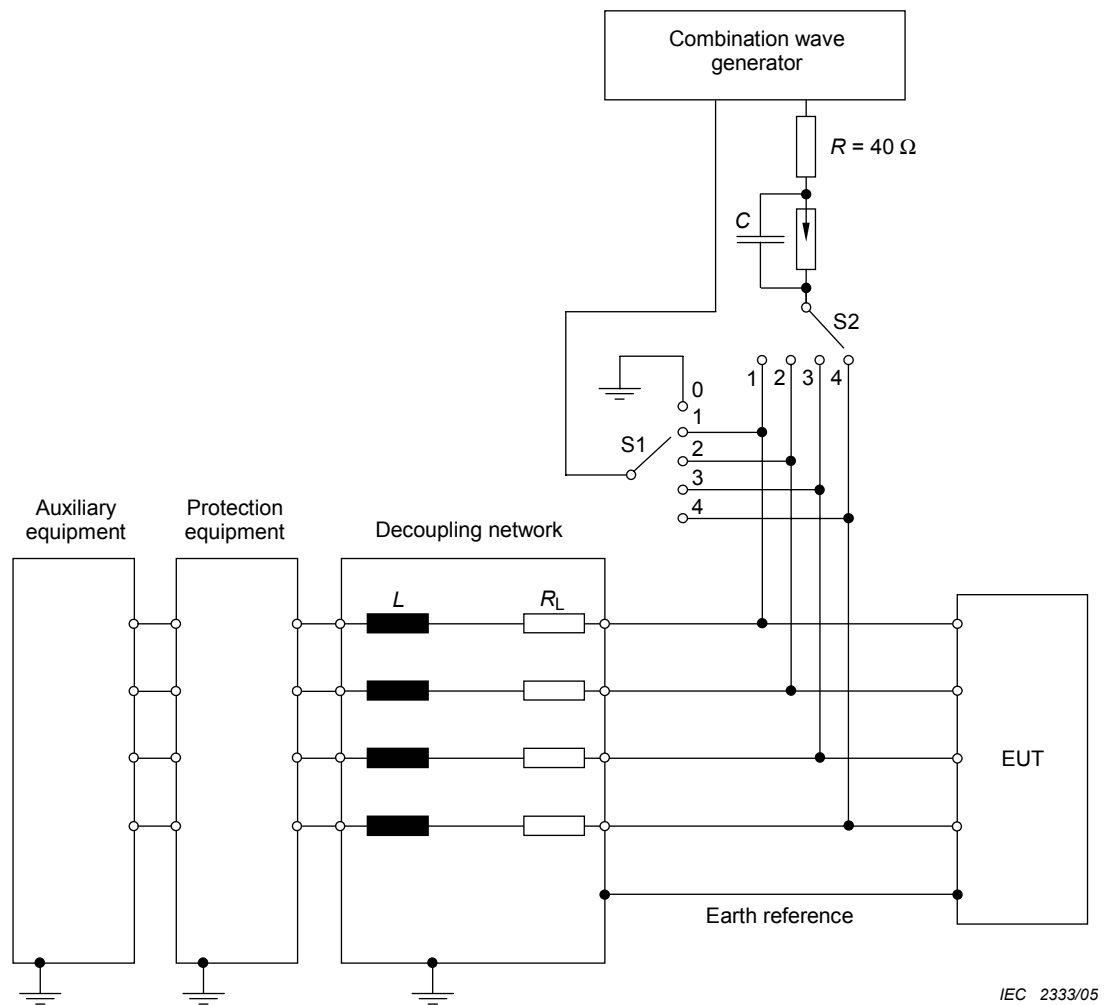 Combination wave
generator
R = 40 Ω
C
S2
1 2 3 4
0
1
S1
2
3
4
Auxiliary
equipment
Protection
equipment
Decoupling network
L
RL
EUT
Earth reference
IEC 2333/05